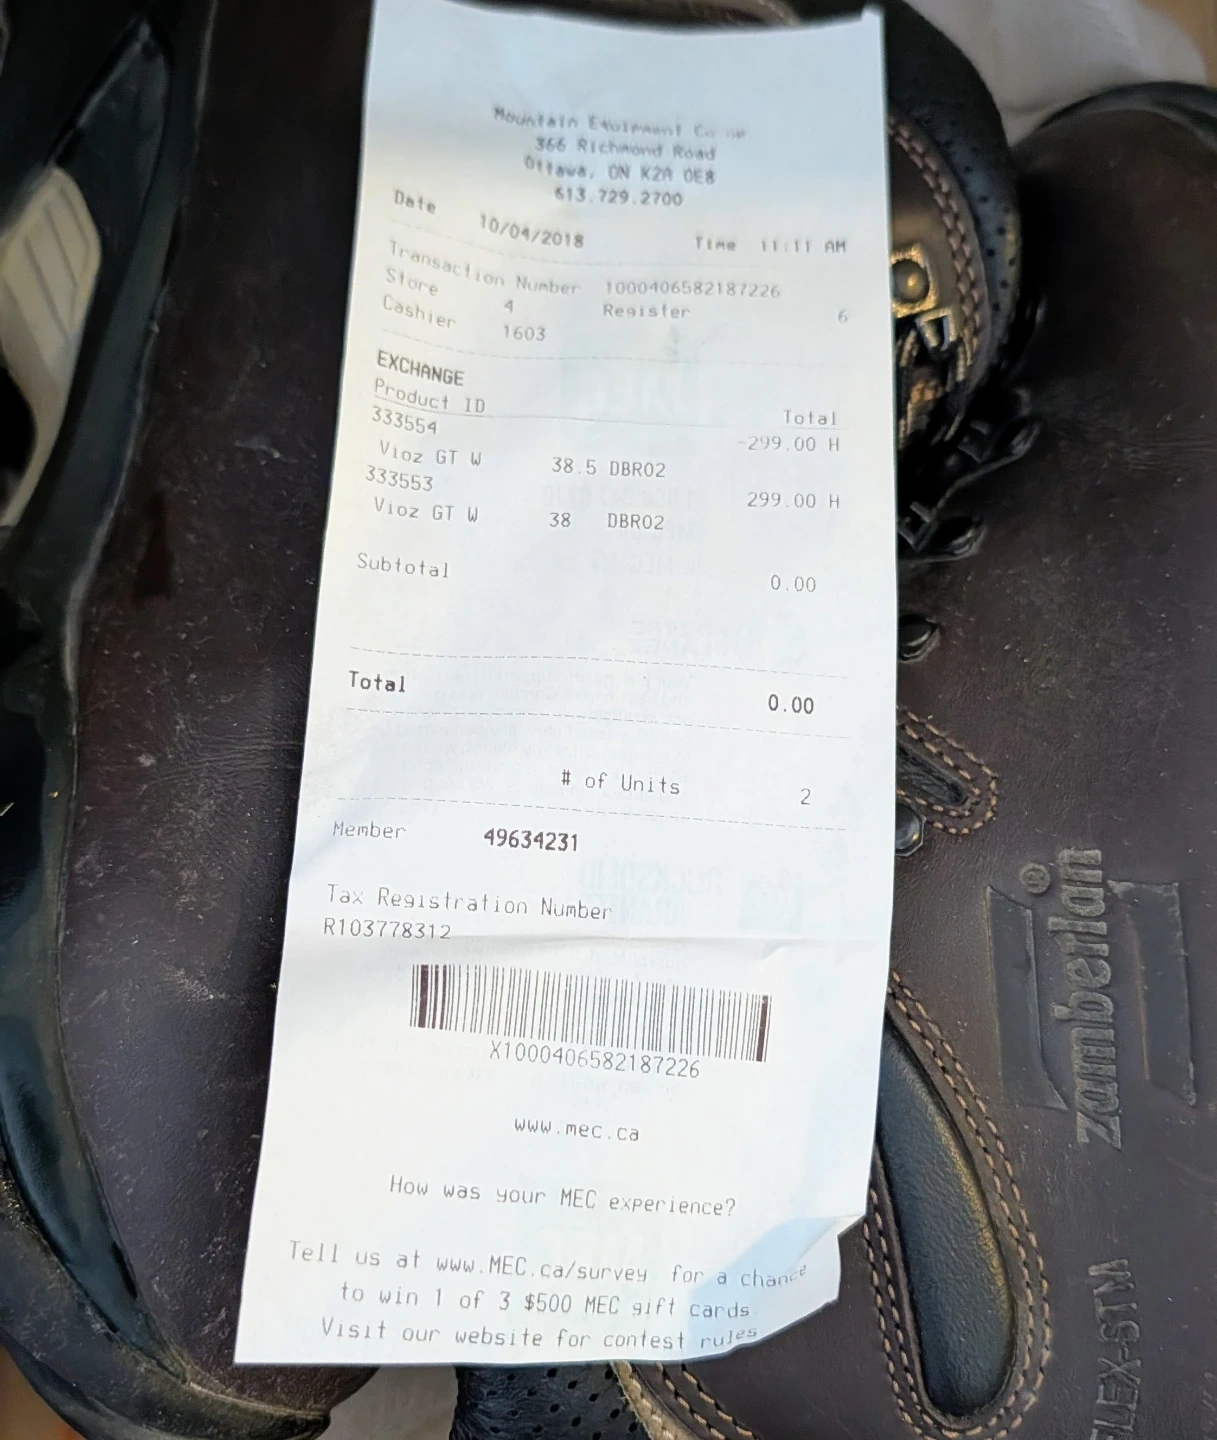 Mountain Equipment Co-op
366 Richmond Road
Ottawa, ON K2A 0E8
613.729.2700
Date 10/04/2018 Time 11:11 AM
Transaction Number 1000406582187226
Store 4 Register 6
Cashier 1603
EXCHANGE
Product ID Total
333554 -299.00 H
Vioz GT W 38.5 DBR02
333553 299.00 H
Vioz GT W 38 DBR02
Subtotal 0.00
Total 0.00
# of Units 2
Member 49634231
Tax Registration Number
R103778312
X1000406582187226
www.mec.ca
How was your MEC experience?
Tell us at www.MEC.ca/survey for a chance
to win 1 of 3 $500 MEC gift cards
Visit our website for contest rules
zamberlan®
FLEX-STM